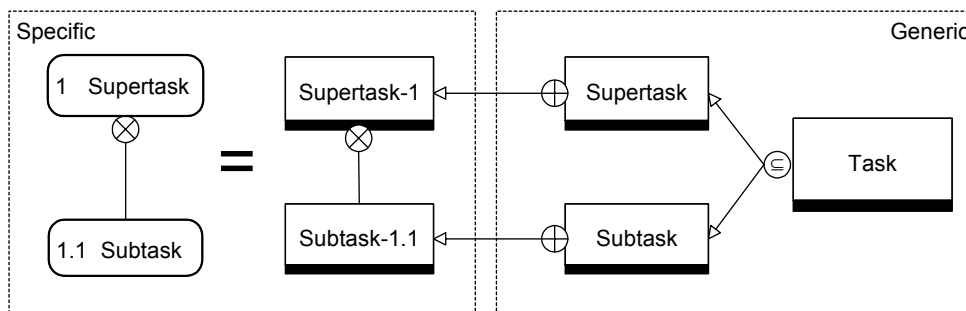 Specific
Generic
1 Supertask
Supertask-1
Supertask
=
⊆
Task
1.1 Subtask
Subtask-1.1
Subtask